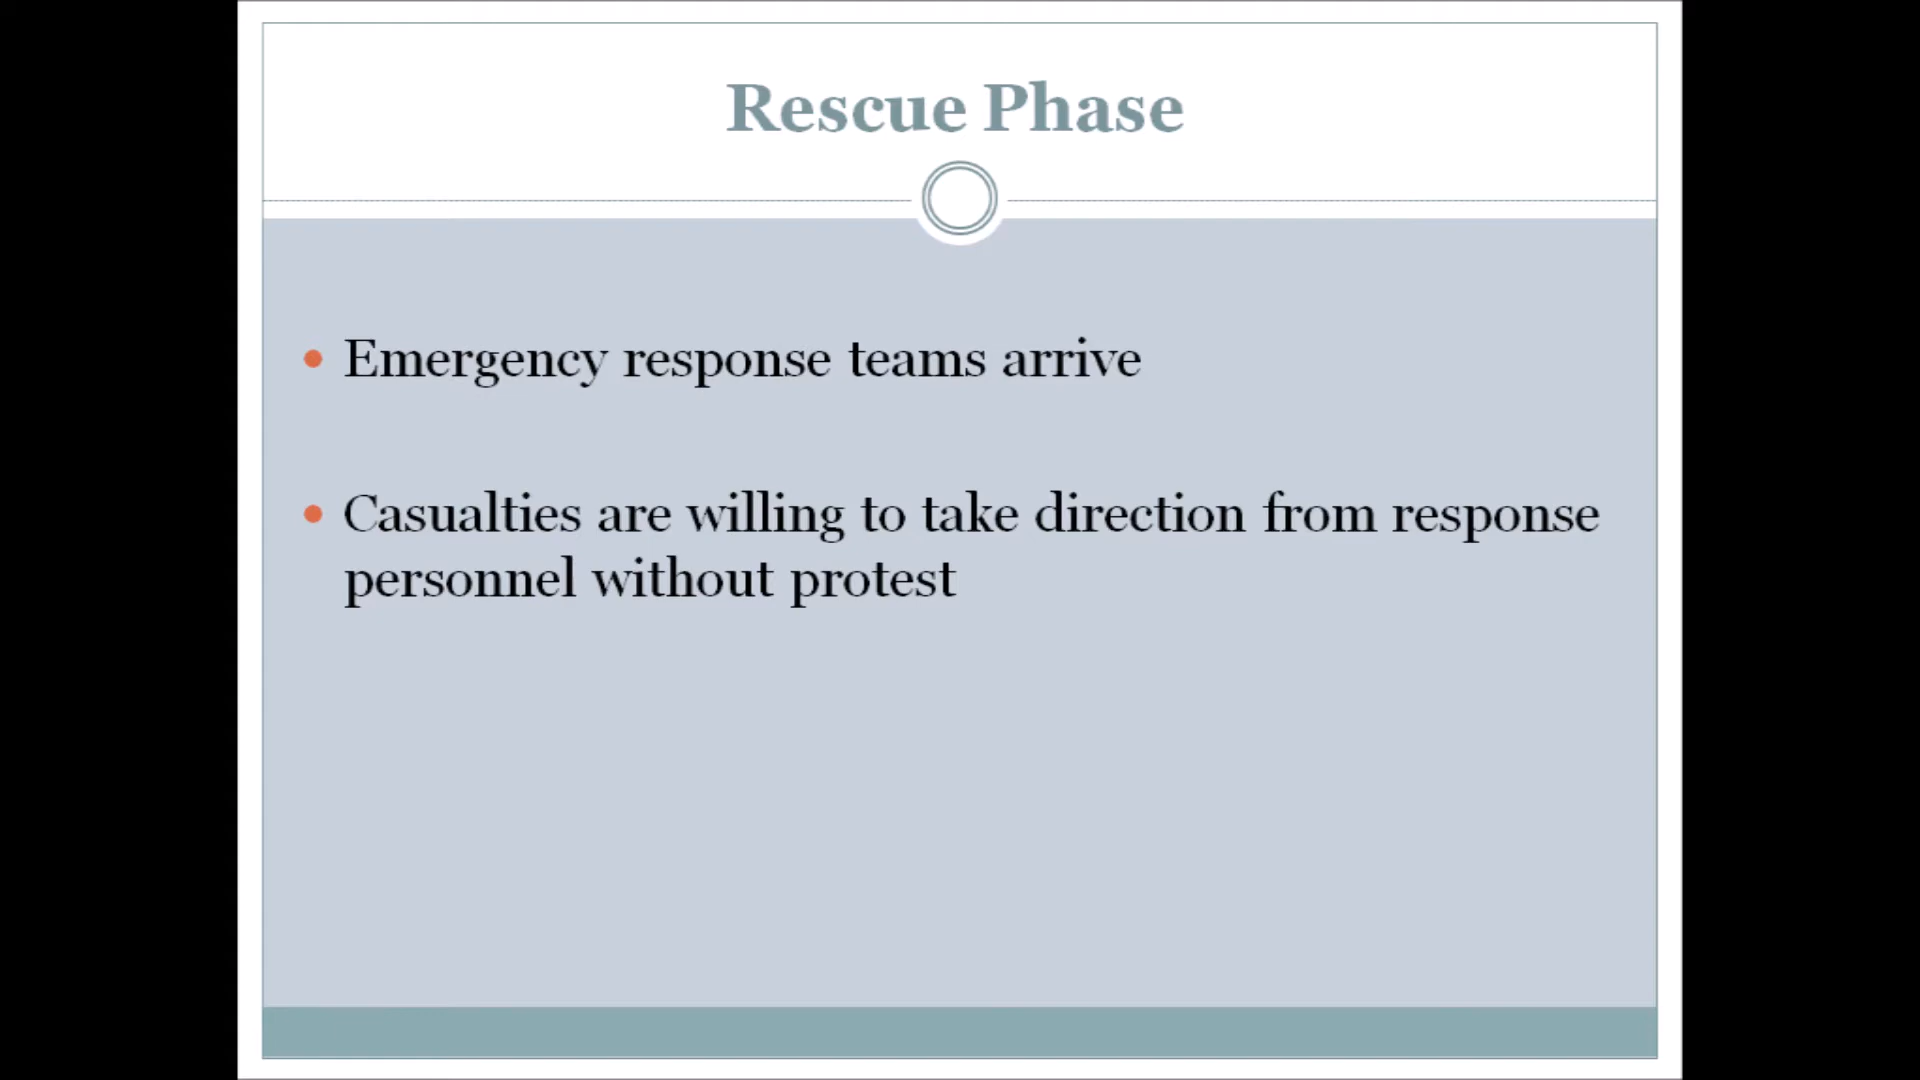 Rescue Phase
Emergency response teams arrive
Casualties are willing to take direction from response
personnel without protest